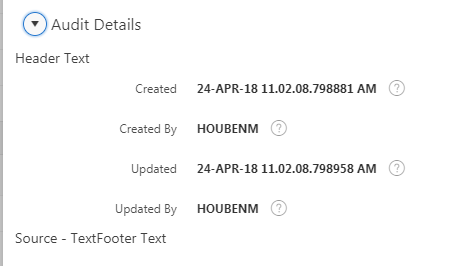 Audit Details
Header Text
Created 24-APR-18 11.02.08.798881 AM ?
Created By HOUBENM ?
Updated 24-APR-18 11.02.08.798958 AM ?
Updated By HOUBENM ?
Source - TextFooter Text